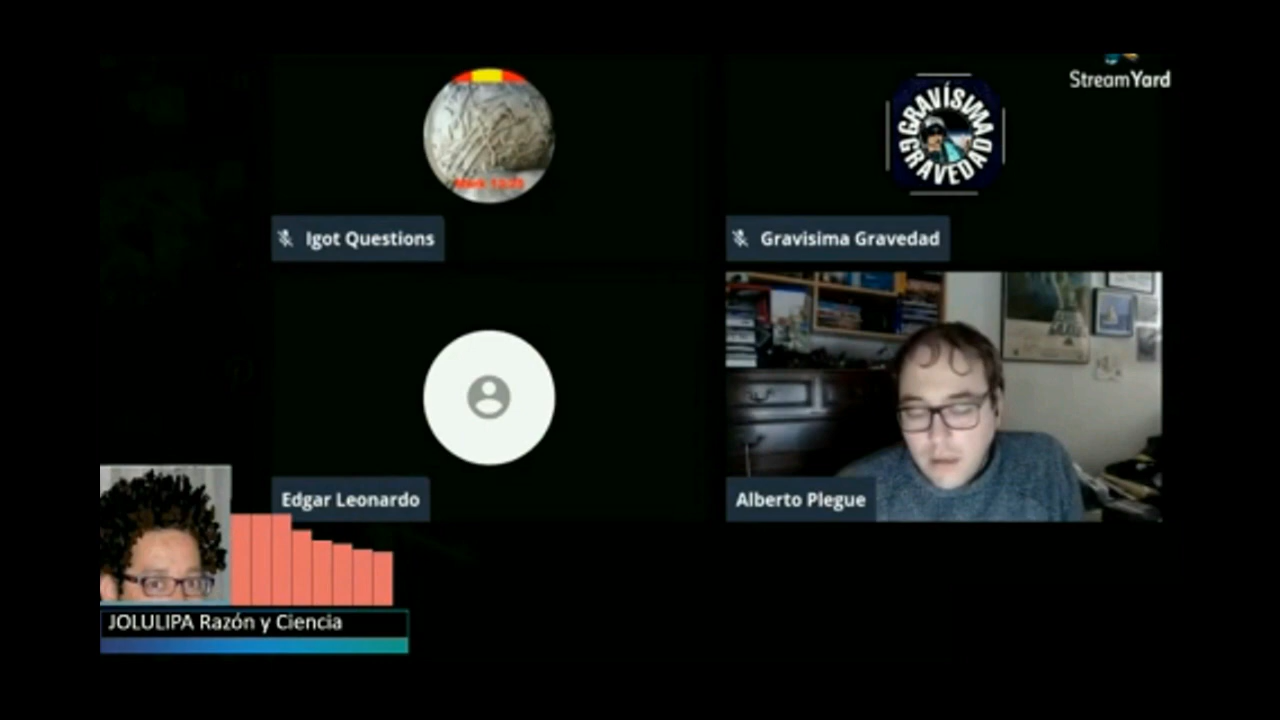 StreamYard
GRAVÍSIMA
GRAVEDAD
Igot Questions
Gravisima Gravedad
Edgar Leonardo
Alberto Plegue
JOLULIPA Razón y Ciencia